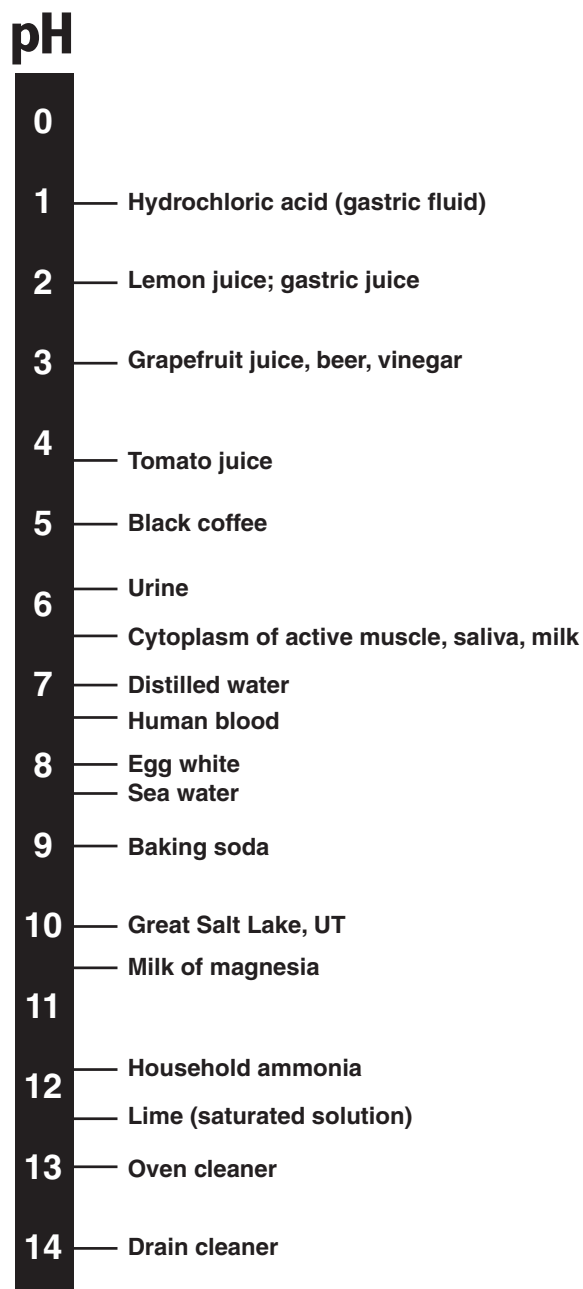 pH
0
1 Hydrochloric acid (gastric fluid)
2 Lemon juice; gastric juice
3 Grapefruit juice, beer, vinegar
4
Tomato juice
5 Black coffee
Urine
6
Cytoplasm of active muscle, saliva, milk
7 Distilled water
Human blood
8 Egg white
Sea water
9 Baking soda
10 Great Salt Lake, UT
Milk of magnesia
11
Household ammonia
12
Lime (saturated solution)
13 Oven cleaner
14 Drain cleaner